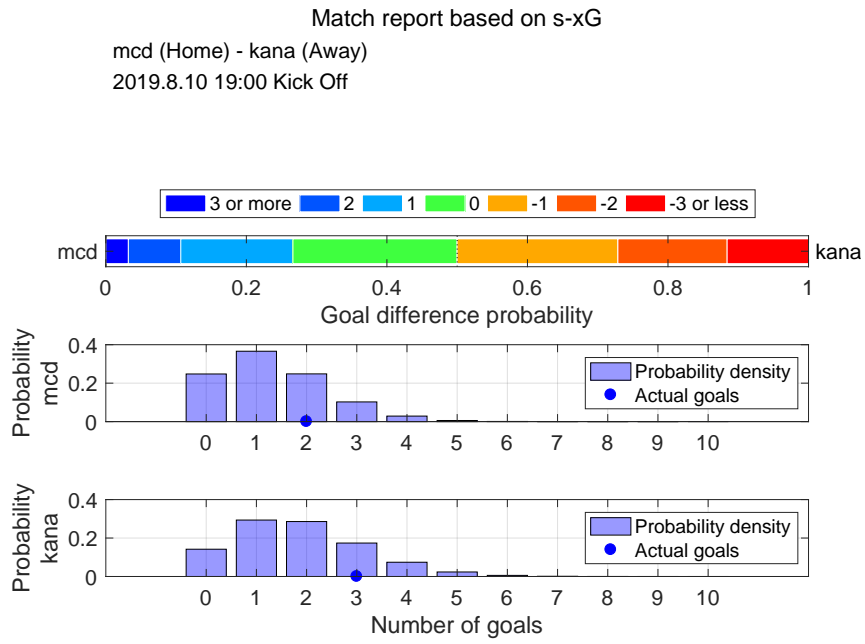 Match report based on s-xG
mcd (Home) - kana (Away)
2019.8.10 19:00 Kick Off
3 or more 2 1 0 -1 -2 -3 or less
mcd kana
0 0.2 0.4 0.6 0.8 1
Goal difference probability
Probability
mcd
0.4
0.2
0
Probability density
Actual goals
0 1 2 3 4 5 6 7 8 9 10
Probability
kana
0.4
0.2
0
Probability density
Actual goals
0 1 2 3 4 5 6 7 8 9 10
Number of goals